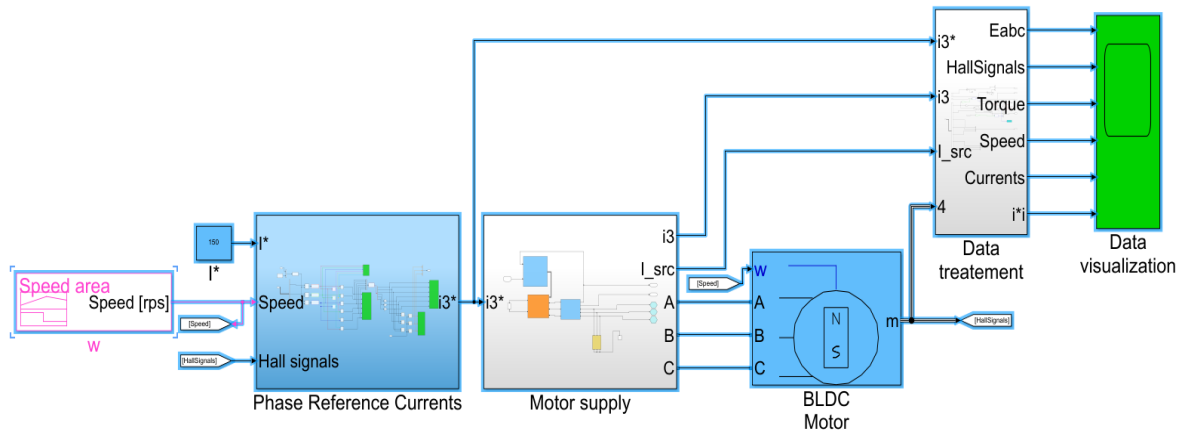 Eabc
i3*
HallSignals
i3
Torque
Speed
I_src
Currents
4
i*i
Data
treatement
Data
visualization
150
I*
I*
Speed area
Speed [rps]
w
[Speed]
[HallSignals]
Speed
Hall signals
i3*
Phase Reference Currents
i3*
i3
I_src
A
B
C
Motor supply
[Speed]
w
A
B
C
N
S
m
BLDC
Motor
[HallSignals]